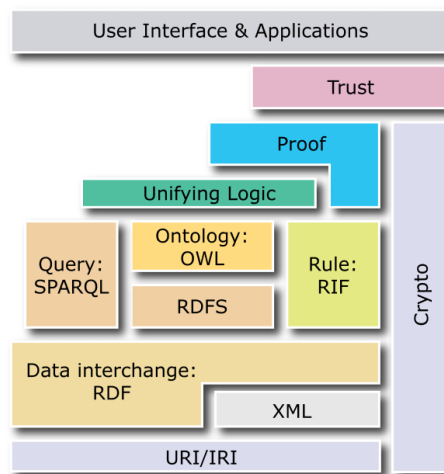 User Interface & Applications
Trust
Proof
Unifying Logic
Query:
SPARQL
Ontology:
OWL
RDFS
Rule:
RIF
Crypto
Data interchange:
RDF
XML
URI/IRI